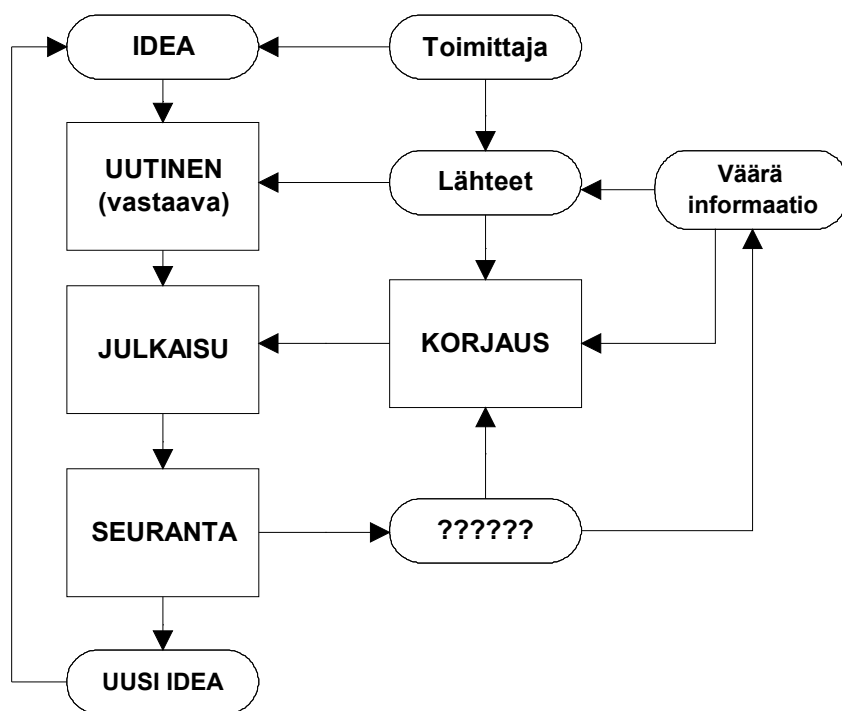 IDEA
Toimittaja
UUTINEN
(vastaava)
Lähteet
Väärä
informaatio
JULKAISU
KORJAUS
SEURANTA
??????
UUSI IDEA